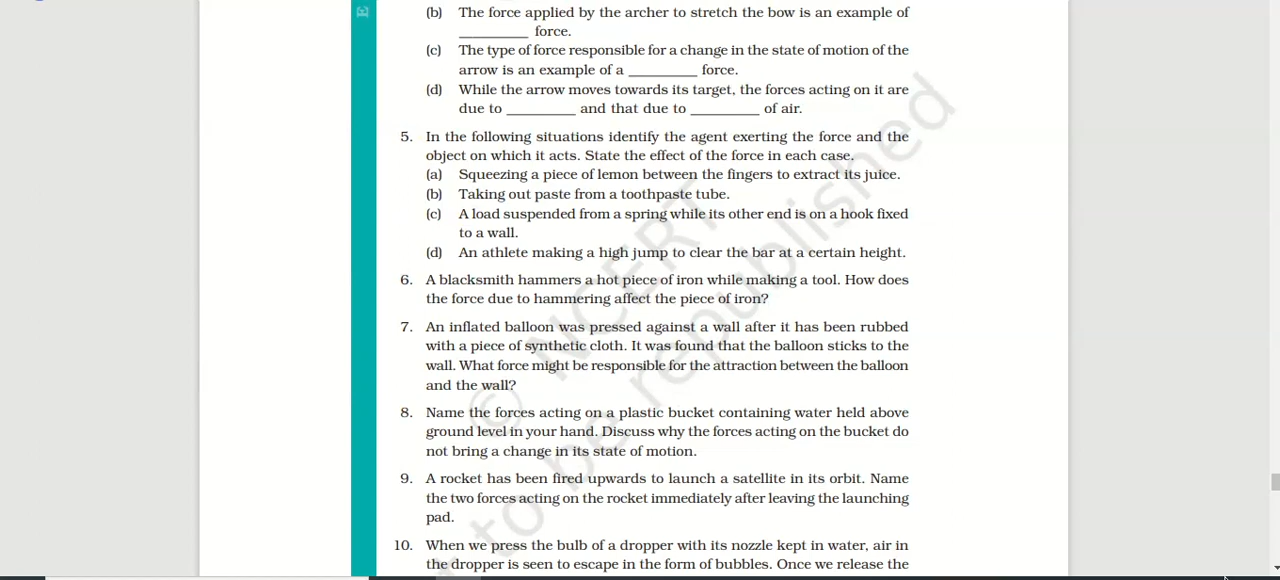 (b) The force applied by the archer to stretch the bow is an example of
_________ force.
(c) The type of force responsible for a change in the state of motion of the
arrow is an example of a _________ force.
(d) While the arrow moves towards its target, the forces acting on it are
due to _________ and that due to _________ of air.
5. In the following situations identify the agent exerting the force and the
object on which it acts. State the effect of the force in each case.
(a) Squeezing a piece of lemon between the fingers to extract its juice.
(b) Taking out paste from a toothpaste tube.
(c) A load suspended from a spring while its other end is on a hook fixed
to a wall.
(d) An athlete making a high jump to clear the bar at a certain height.
6. A blacksmith hammers a hot piece of iron while making a tool. How does
the force due to hammering affect the piece of iron?
7. An inflated balloon was pressed against a wall after it has been rubbed
with a piece of synthetic cloth. It was found that the balloon sticks to the
wall. What force might be responsible for the attraction between the balloon
and the wall?
8. Name the forces acting on a plastic bucket containing water held above
ground level in your hand. Discuss why the forces acting on the bucket do
not bring a change in its state of motion.
9. A rocket has been fired upwards to launch a satellite in its orbit. Name
the two forces acting on the rocket immediately after leaving the launching
pad.
10. When we press the bulb of a dropper with its nozzle kept in water, air in
the dropper is seen to escape in the form of bubbles. Once we release the
© NCERT
to be republished